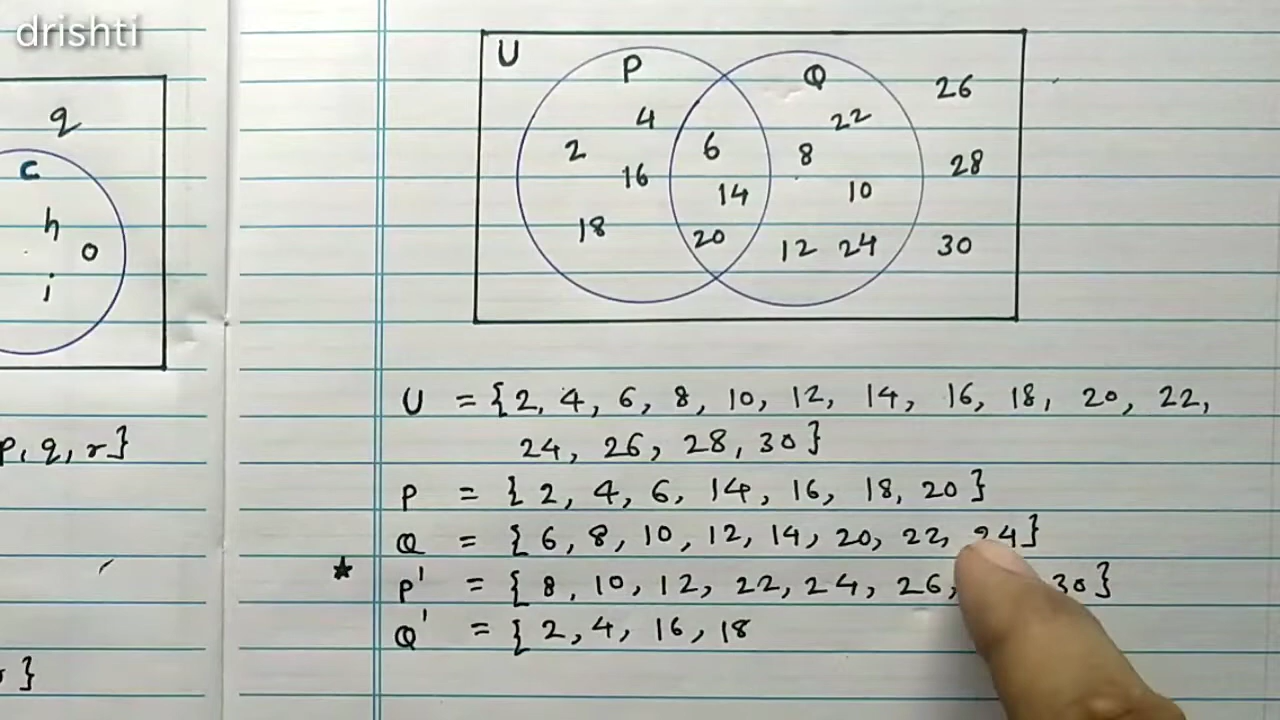 drishti
q
C
h
o
i
p, q, r}
r}
U
P
Q
26
4
22
2
6
8
28
16
14
10
18
20
12 24
30
U = {2, 4, 6, 8, 10, 12, 14, 16, 18, 20, 22,
24, 26, 28, 30}
P = {2, 4, 6, 14, 16, 18, 20}
Q = {6, 8, 10, 12, 14, 20, 22, 24}
★ P' = {8, 10, 12, 22, 24, 26, 30}
Q' = {2, 4, 16, 18